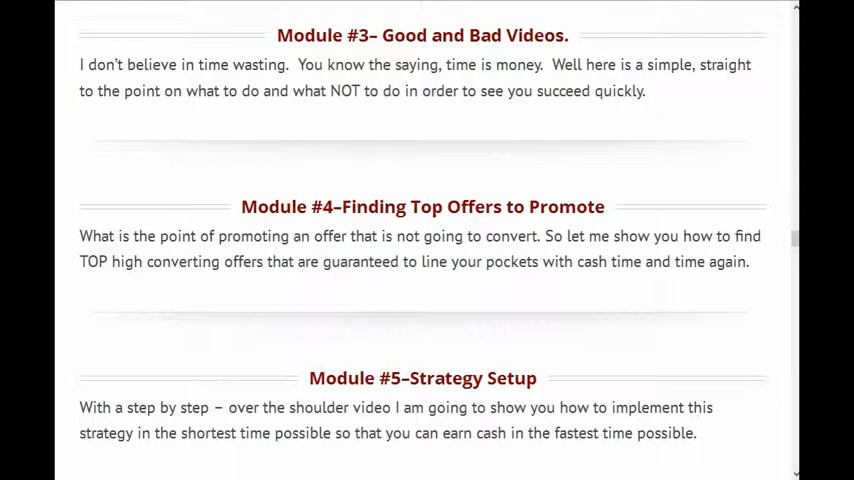 Module #3– Good and Bad Videos.
I don’t believe in time wasting.  You know the saying, time is money.  Well here is a simple, straight
to the point on what to do and what NOT to do in order to see you succeed quickly.
Module #4–Finding Top Offers to Promote
What is the point of promoting an offer that is not going to convert. So let me show you how to find
TOP high converting offers that are guaranteed to line your pockets with cash time and time again.
Module #5–Strategy Setup
With a step by step – over the shoulder video I am going to show you how to implement this
strategy in the shortest time possible so that you can earn cash in the fastest time possible.